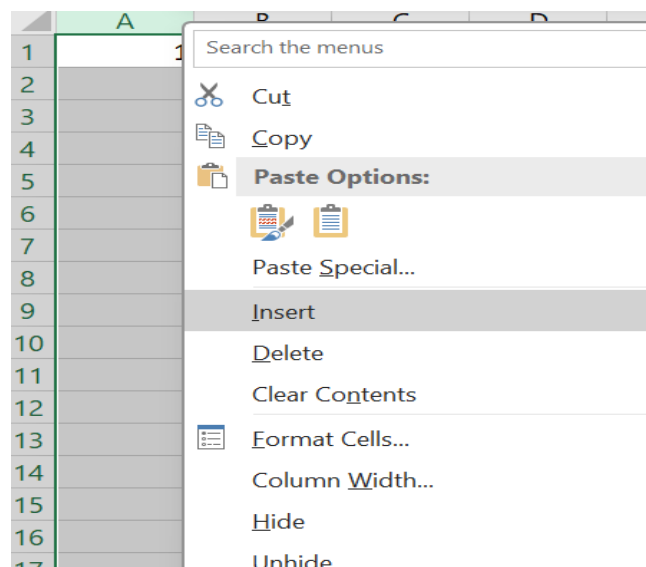 A B C D
1 1
Search the menus
2
Cut
3
Copy
4
5
Paste Options:
6
7
8
Paste Special...
9
Insert
10
Delete
11
12
Clear Contents
13
Format Cells...
14
Column Width...
15
16
Hide
17
Unhide